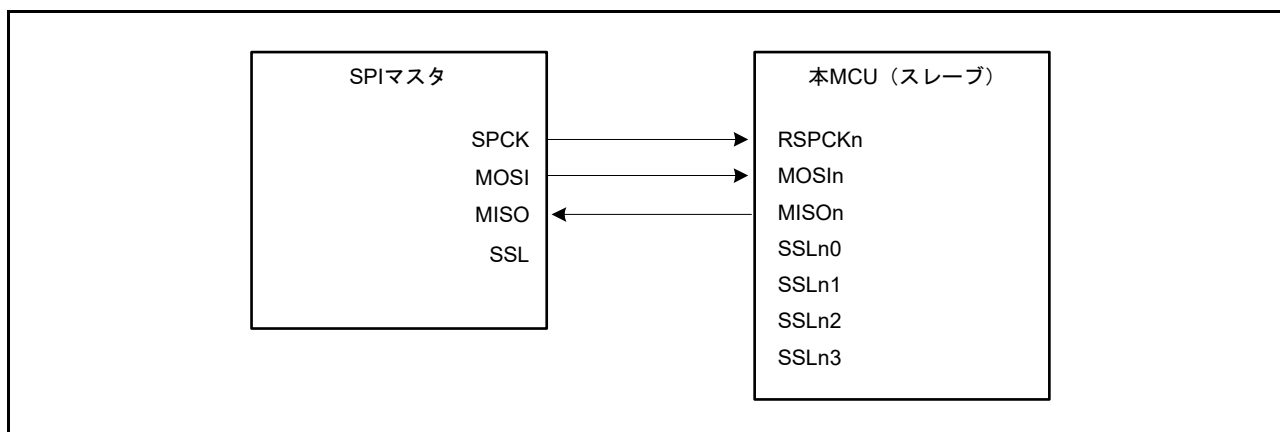 SPIマスタ
SPCK
MOSI
MISO
SSL
本MCU（スレーブ）
RSPCKn
MOSIn
MISOn
SSLn0
SSLn1
SSLn2
SSLn3